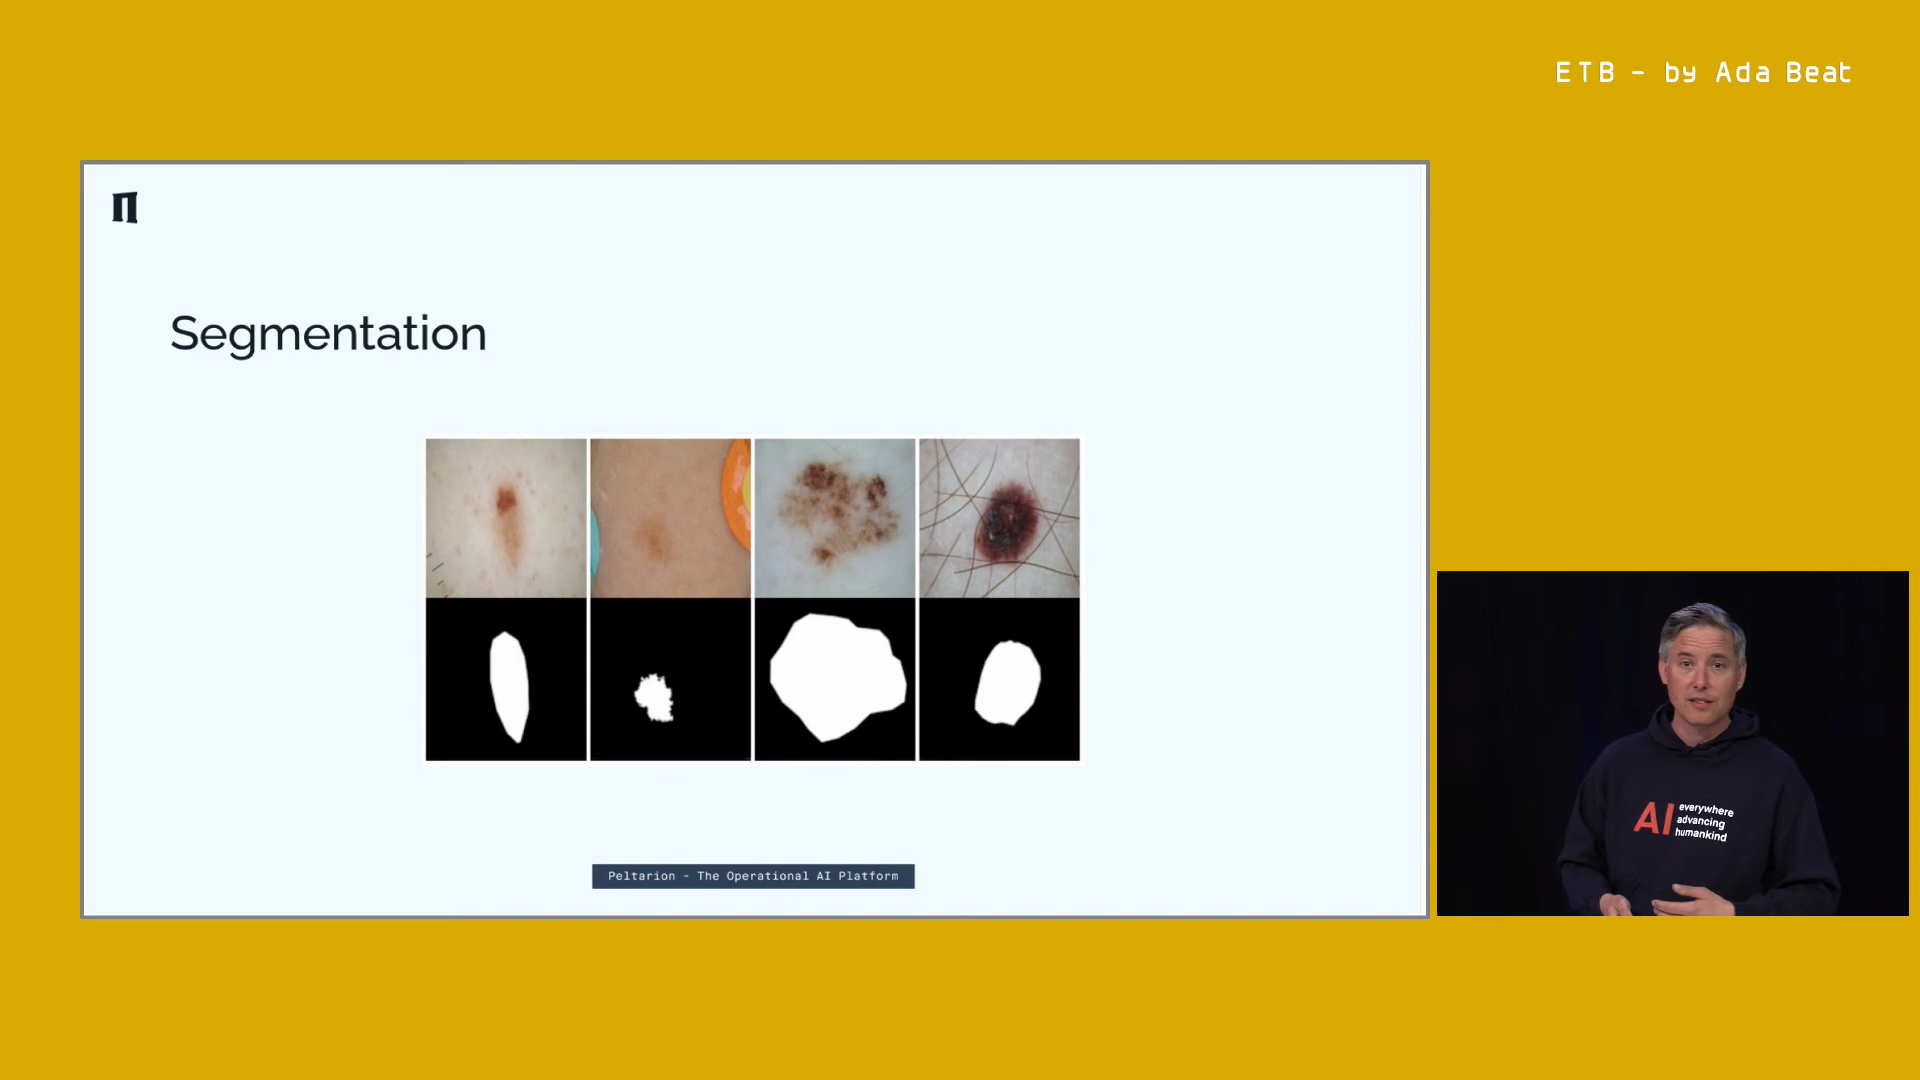 ETB - by Ada Beat
Segmentation
AI everywhere
advancing
humankind
Peltarion - The Operational AI Platform